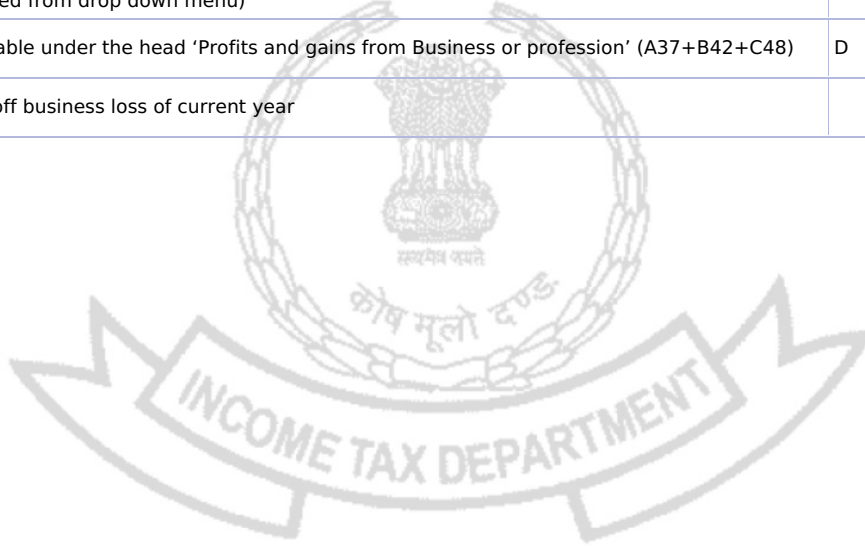 ed from drop down menu)
able under the head ‘Profits and gains from Business or profession’ (A37+B42+C48) D
off business loss of current year
सत्यमेव जयते
कोष मूलो दण्डः
INCOME TAX DEPARTMENT